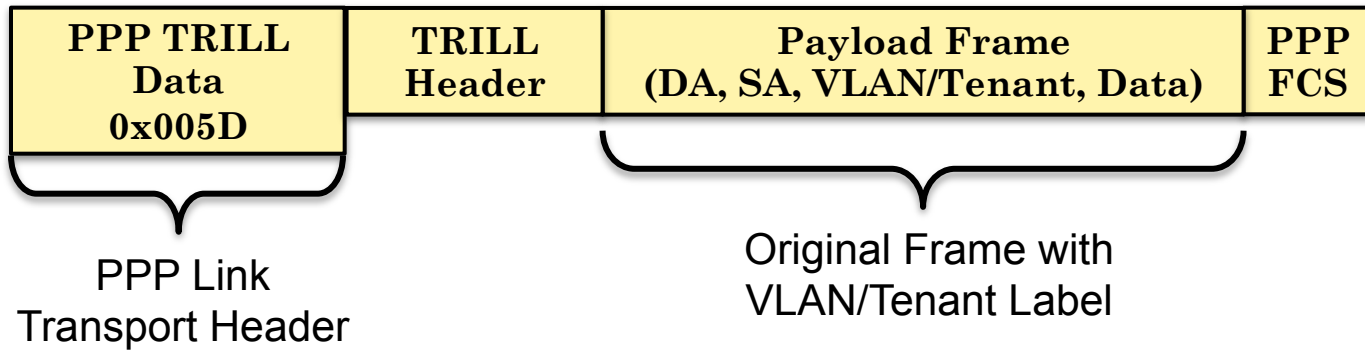 PPP TRILL
Data
0x005D
TRILL
Header
Payload Frame
(DA, SA, VLAN/Tenant, Data)
PPP
FCS
PPP Link
Transport Header
Original Frame with
VLAN/Tenant Label